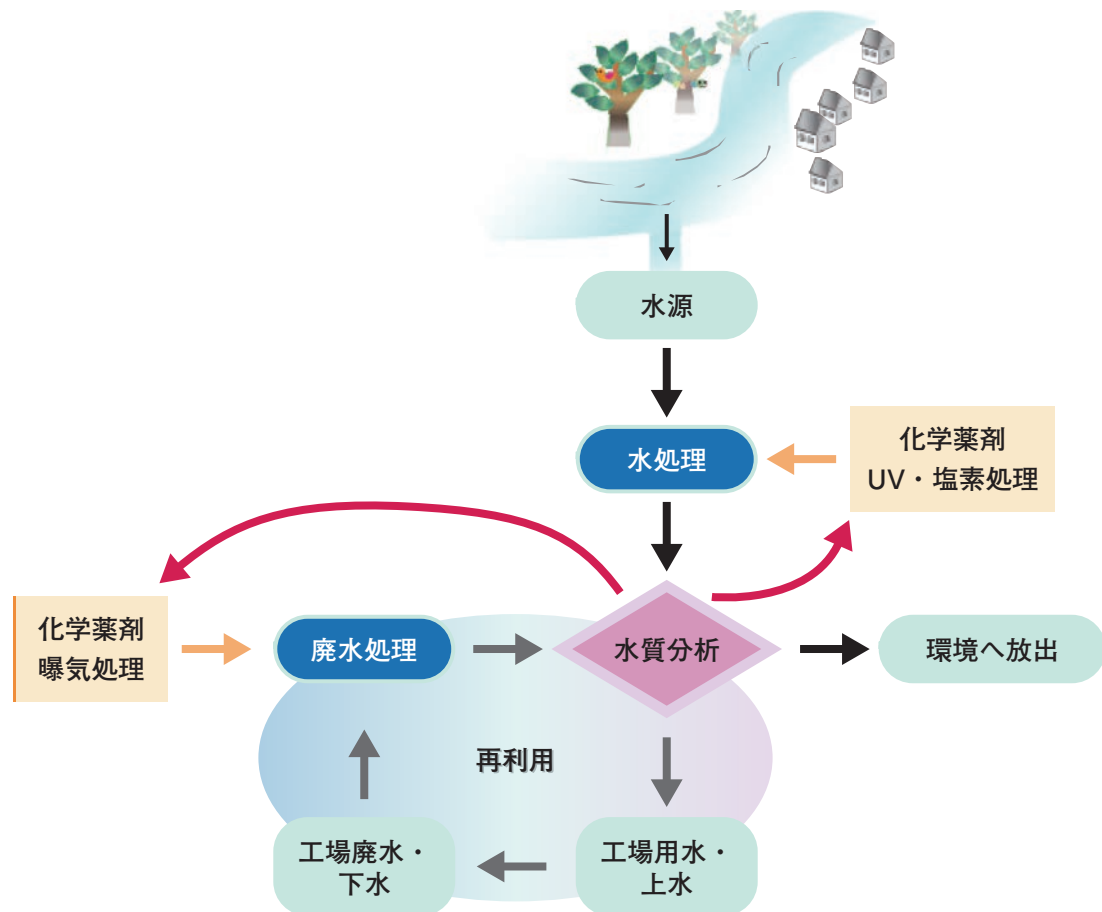 水源
水処理
化学薬剤
UV・塩素処理
化学薬剤
曝気処理
廃水処理
水質分析
環境へ放出
再利用
工場廃水・
下水
工場用水・
上水